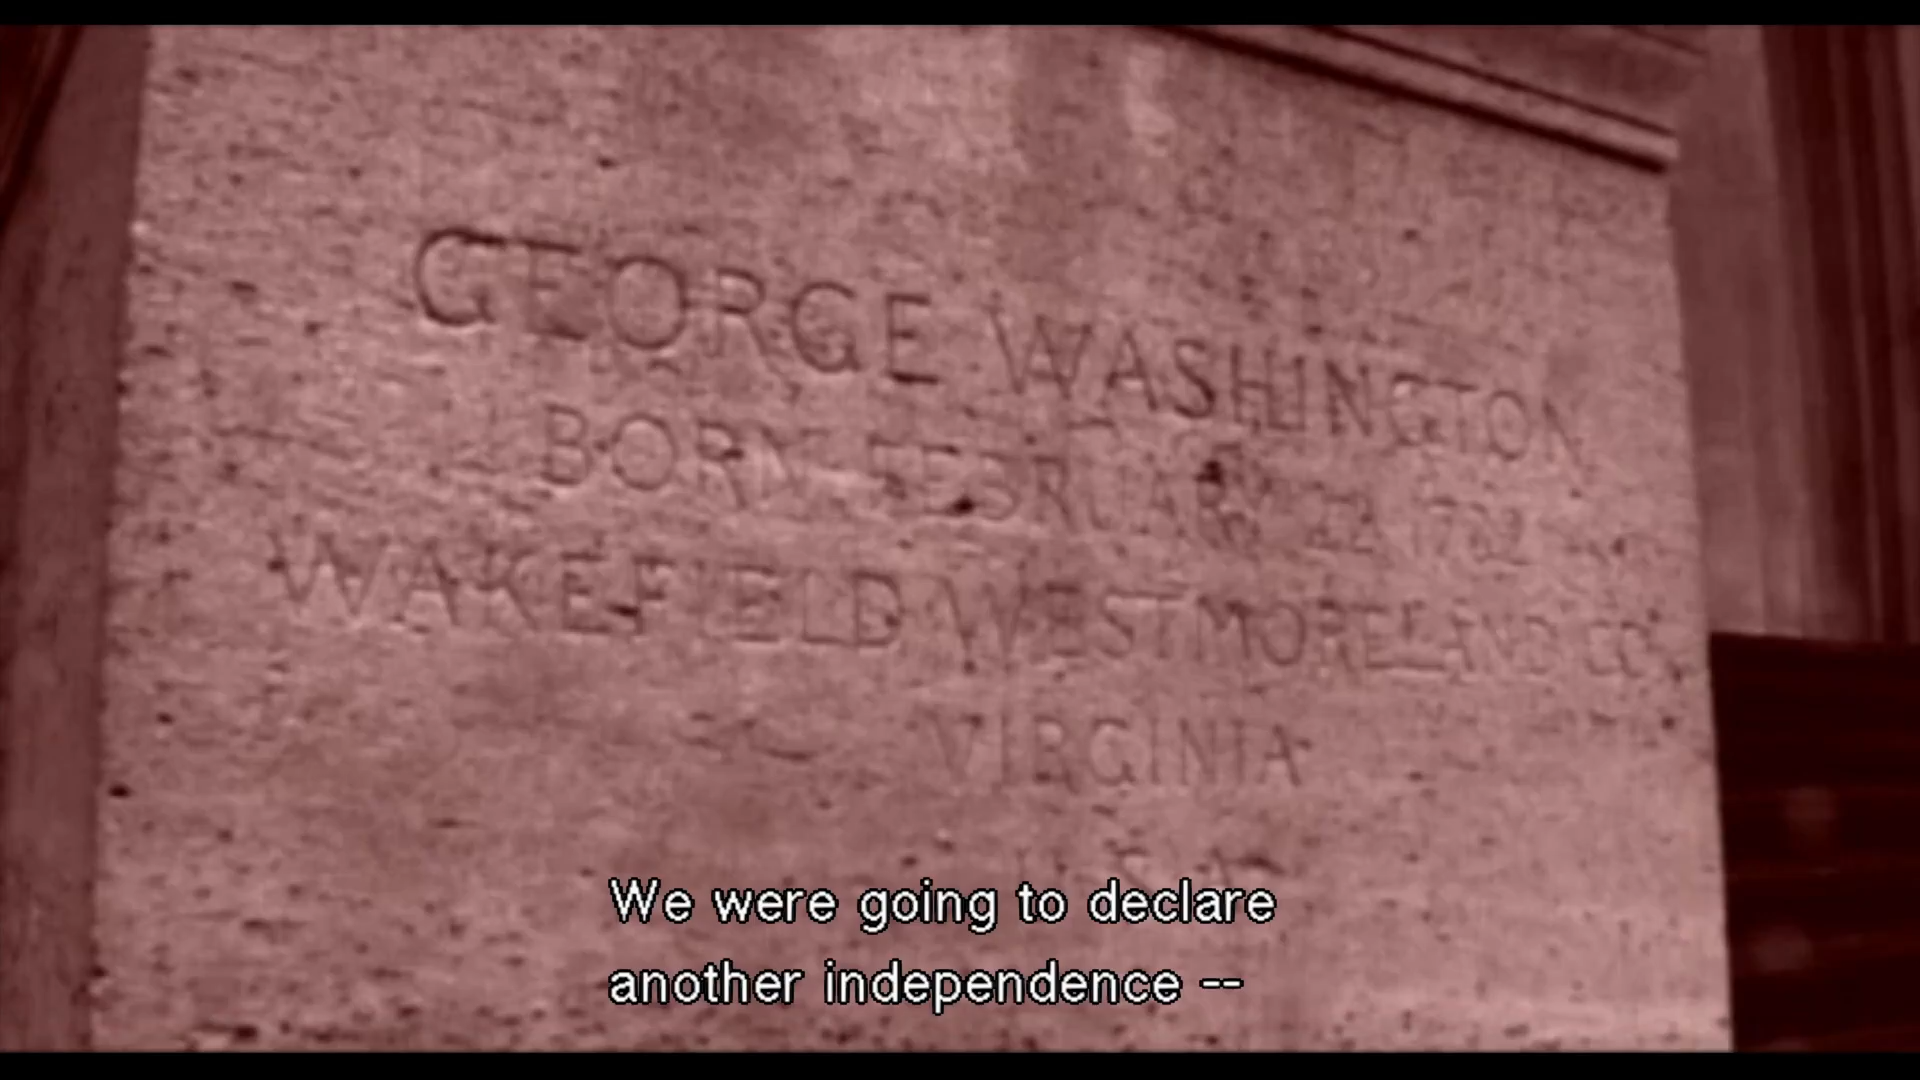 GEORGE WASHINGTON
BORN FEBRUARY 22 1732
WAKEFIELD WESTMORELAND CO.
VIRGINIA
U.S.A.
We were going to declare
another independence --